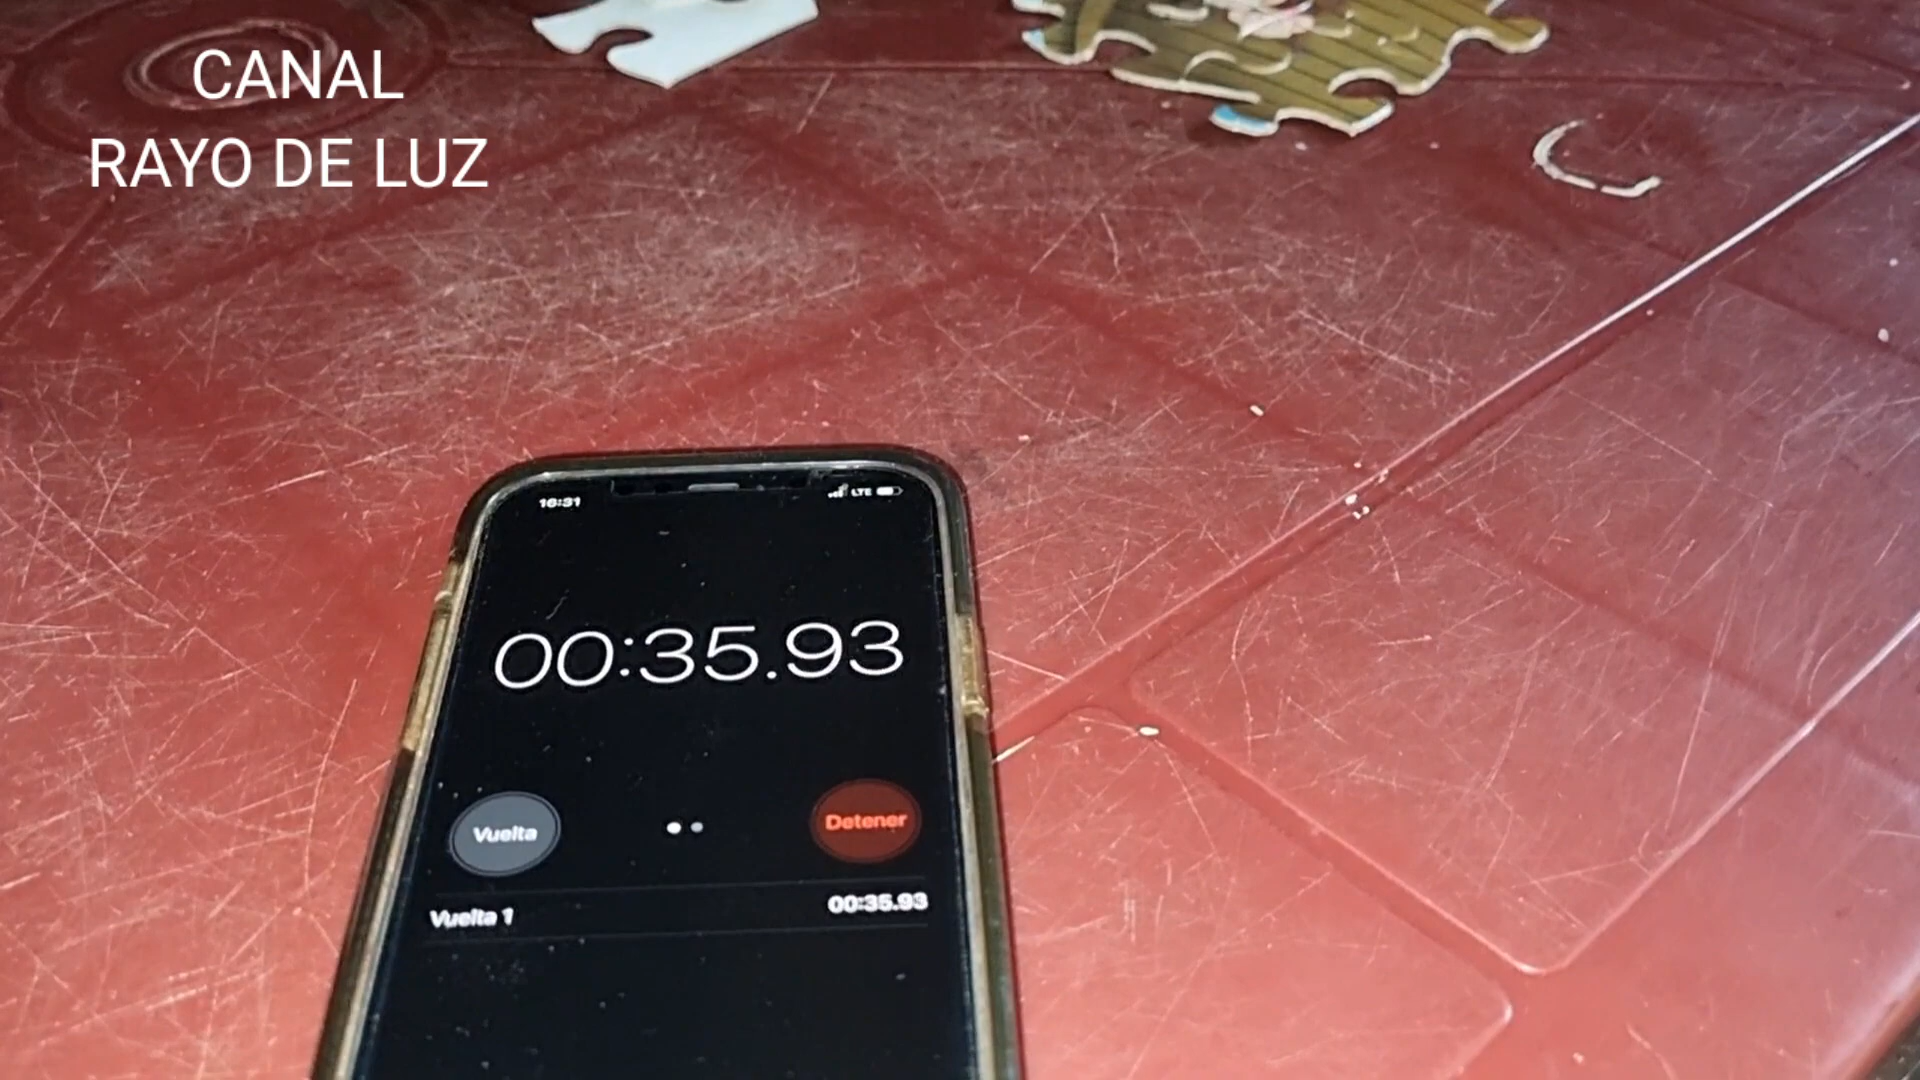 CANAL
RAYO DE LUZ
16:31
LTE
00:35.93
Vuelta
Detener
Vuelta 1
00:35.93